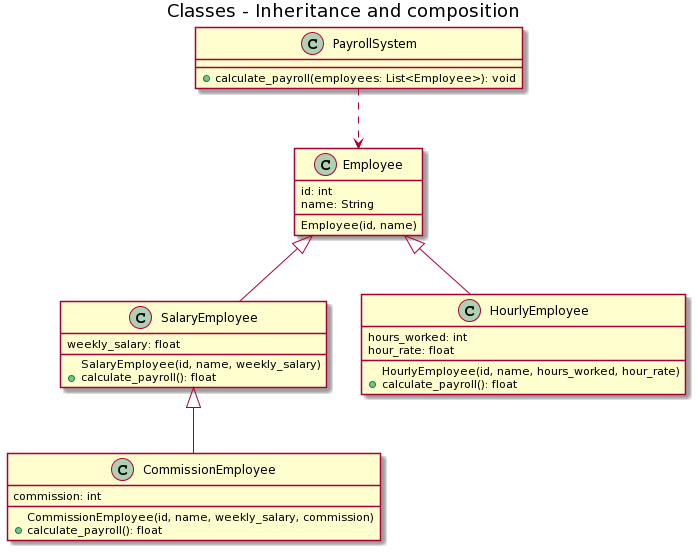 Classes - Inheritance and composition
C PayrollSystem
calculate_payroll(employees: List<Employee>): void
C Employee
id: int
name: String
Employee(id, name)
C SalaryEmployee
weekly_salary: float
SalaryEmployee(id, name, weekly_salary)
calculate_payroll(): float
C HourlyEmployee
hours_worked: int
hour_rate: float
HourlyEmployee(id, name, hours_worked, hour_rate)
calculate_payroll(): float
C CommissionEmployee
commission: int
CommissionEmployee(id, name, weekly_salary, commission)
calculate_payroll(): float